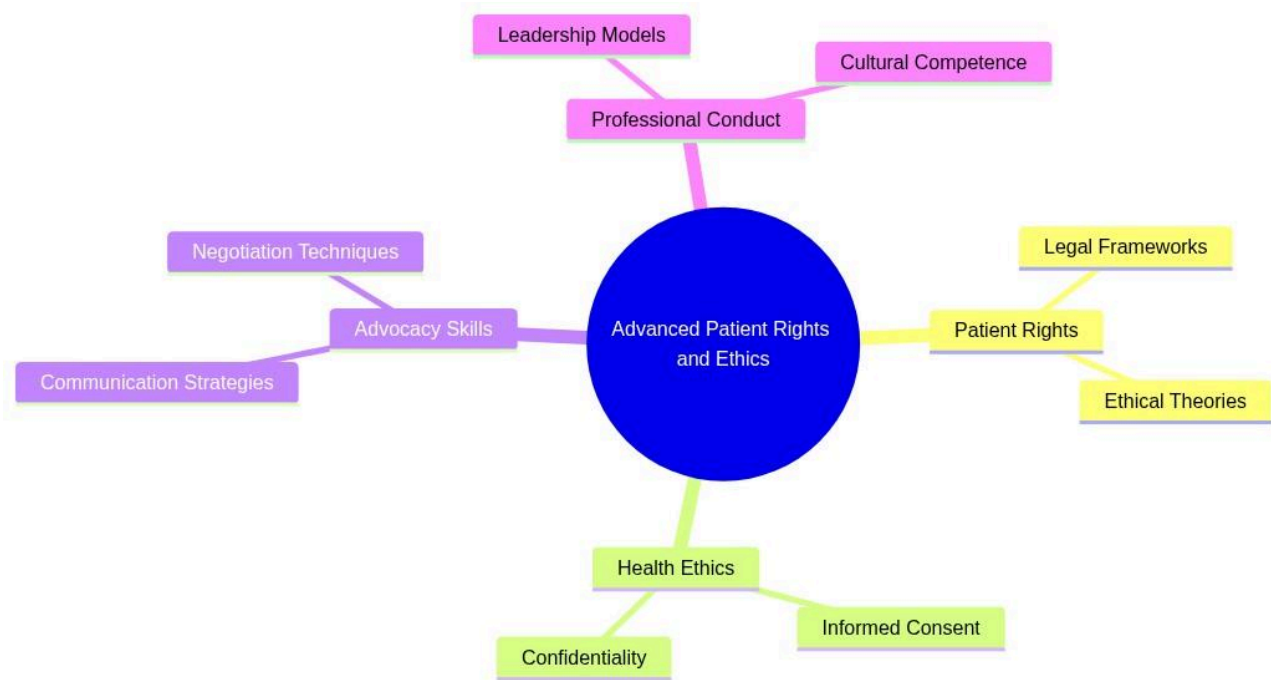 Leadership Models
Cultural Competence
Professional Conduct
Negotiation Techniques
Legal Frameworks
Advocacy Skills
Advanced Patient Rights
and Ethics
Patient Rights
Communication Strategies
Ethical Theories
Health Ethics
Informed Consent
Confidentiality